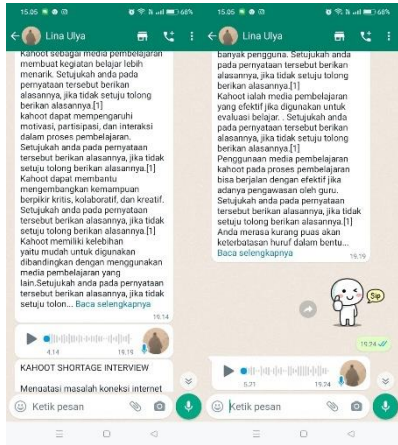 15.05
68%
Lina Ulya
Kahoot sebagai media pembelajaran
membuat kegiatan belajar lebih
menarik. Setujukah anda pada
pernyataan tersebut berikan
alasannya, jika tidak setuju tolong
berikan alasannya.[1]
kahoot dapat mempengaruhi
motivasi, partisipasi, dan interaksi
dalam proses pembelajaran.
Setujukah anda pada pernyataan
tersebut berikan alasannya, jika tidak
setuju tolong berikan alasannya.[1]
Kahoot dapat membantu
mengembangkan kemampuan
berpikir kritis, kolaboratif, dan kreatif.
Setujukah anda pada pernyataan
tersebut berikan alasannya, jika tidak
setuju tolong berikan alasannya.[1]
Kahoot memiliki kelebihan
yaitu mudah untuk digunakan
dibandingkan dengan menggunakan
media pembelajaran yang
lain.Setujukah anda pada pernyataan
tersebut berikan alasannya, jika tidak
setuju tolon... Baca selengkapnya
19.14
4.14 19.19
KAHOOT SHORTAGE INTERVIEW
Mengatasi masalah koneksi internet
Ketik pesan
15.05
68%
Lina Ulya
banyak pengguna. Setujukah anda
pada pernyataan tersebut berikan
alasannya, jika tidak setuju tolong
berikan alasannya.[1]
Kahoot ialah media pembelajaran
yang efektif jika digunakan untuk
evaluasi belajar. . Setujukah anda
pada pernyataan tersebut berikan
alasannya, jika tidak setuju tolong
berikan alasannya.[1]
Penggunaan media pembelajaran
kahoot pada proses pembelajaran
bisa berjalan dengan efektif jika
adanya pengawasan oleh guru.
Setujukah anda pada pernyataan
tersebut berikan alasannya, jika tidak
setuju tolong berikan alasannya.[1]
Anda merasa kurang puas akan
keterbatasan huruf dalam bentu...
Baca selengkapnya
19.19
Sip
19.24
5.21 19.24
Ketik pesan